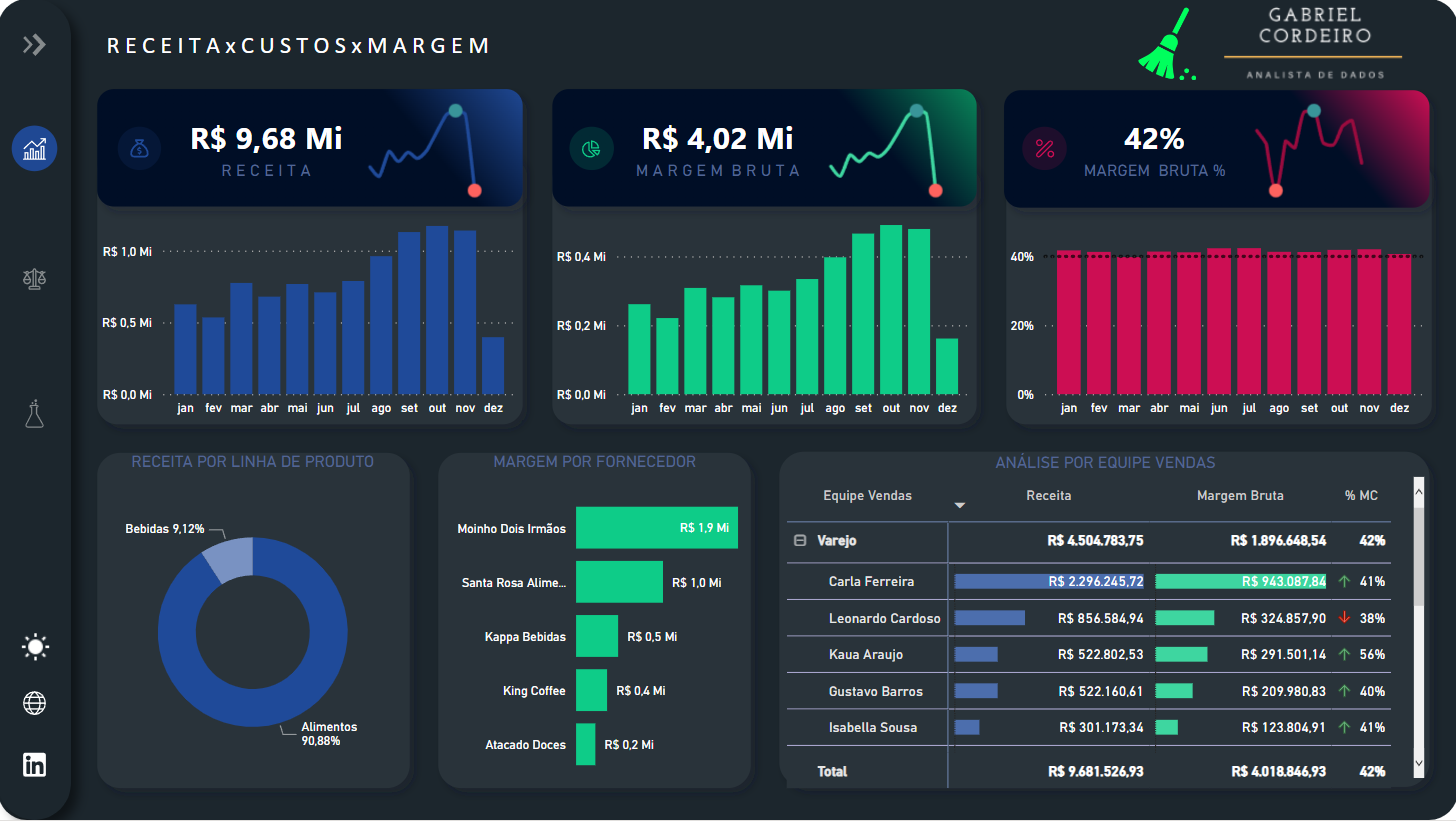 RECEITAxCUSTOSxMARGEM
GABRIEL
CORDEIRO
ANALISTA DE DADOS
R$ 9,68 Mi
RECEITA
R$ 4,02 Mi
MARGEM BRUTA
42%
MARGEM BRUTA %
R$ 1,0 Mi
R$ 0,5 Mi
R$ 0,0 Mi
jan fev mar abr mai jun jul ago set out nov dez
R$ 0,4 Mi
R$ 0,2 Mi
R$ 0,0 Mi
jan fev mar abr mai jun jul ago set out nov dez
40%
20%
0%
jan fev mar abr mai jun jul ago set out nov dez
RECEITA POR LINHA DE PRODUTO
Bebidas 9,12%
Alimentos
90,88%
MARGEM POR FORNECEDOR
Moinho Dois Irmãos R$ 1,9 Mi
Santa Rosa Alime... R$ 1,0 Mi
Kappa Bebidas R$ 0,5 Mi
King Coffee R$ 0,4 Mi
Atacado Doces R$ 0,2 Mi
ANÁLISE POR EQUIPE VENDAS
Equipe Vendas Receita Margem Bruta % MC
Varejo R$ 4.504.783,75 R$ 1.896.648,54 42%
Carla Ferreira R$ 2.296.245,72 R$ 943.087,84 41%
Leonardo Cardoso R$ 856.584,94 R$ 324.857,90 38%
Kaua Araujo R$ 522.802,53 R$ 291.501,14 56%
Gustavo Barros R$ 522.160,61 R$ 209.980,83 40%
Isabella Sousa R$ 301.173,34 R$ 123.804,91 41%
Total R$ 9.681.526,93 R$ 4.018.846,93 42%
in